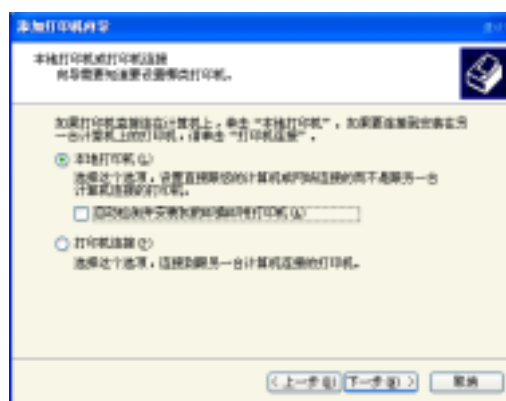 添加打印机向导
本地或打印机连接
向导需要知道要设置哪类打印机。
如果打印机直接连在计算机上，单击“本地打印机”，如果要连接到安装在另
一台计算机上的打印机，请单击“打印机连接”。
本地打印机(L)
选择这个选项，设置直接联到计算机或网络连接的而不是跟另一台
计算机连接的打印机。
自动检测并安装我的即插即用打印机(A)
打印机连接(P)
选择这个选项，连接到跟另一台计算机连接的打印机。
<上一步(B)
下一步(N)>
取消